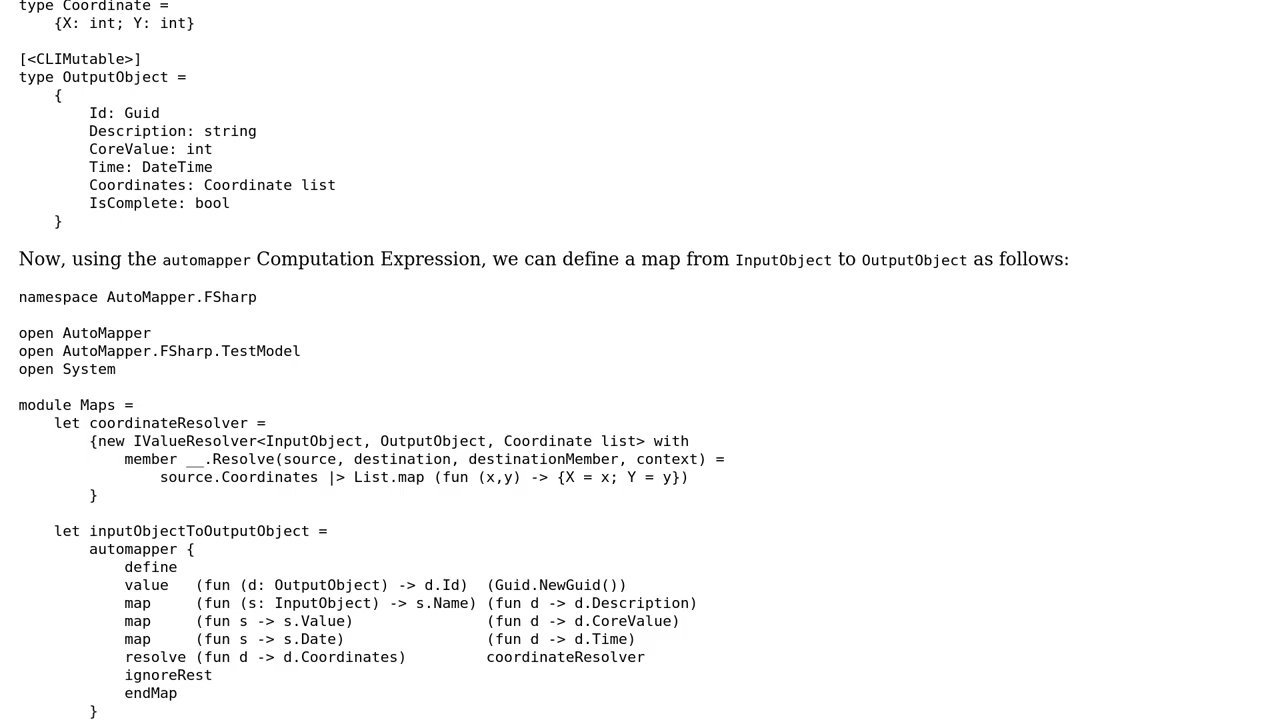 type Coordinate =
    {X: int; Y: int}

[<CLIMutable>]
type OutputObject =
    {
        Id: Guid
        Description: string
        CoreValue: int
        Time: DateTime
        Coordinates: Coordinate list
        IsComplete: bool
    }

Now, using the automapper Computation Expression, we can define a map from InputObject to OutputObject as follows:

namespace AutoMapper.FSharp

open AutoMapper
open AutoMapper.FSharp.TestModel
open System

module Maps =
    let coordinateResolver =
        {new IValueResolver<InputObject, OutputObject, Coordinate list> with
            member __.Resolve(source, destination, destinationMember, context) =
                source.Coordinates |> List.map (fun (x,y) -> {X = x; Y = y})
        }

    let inputObjectToOutputObject =
        automapper {
            define
            value   (fun (d: OutputObject) -> d.Id)  (Guid.NewGuid())
            map     (fun (s: InputObject) -> s.Name) (fun d -> d.Description)
            map     (fun s -> s.Value)               (fun d -> d.CoreValue)
            map     (fun s -> s.Date)                (fun d -> d.Time)
            resolve (fun d -> d.Coordinates)         coordinateResolver
            ignoreRest
            endMap
        }